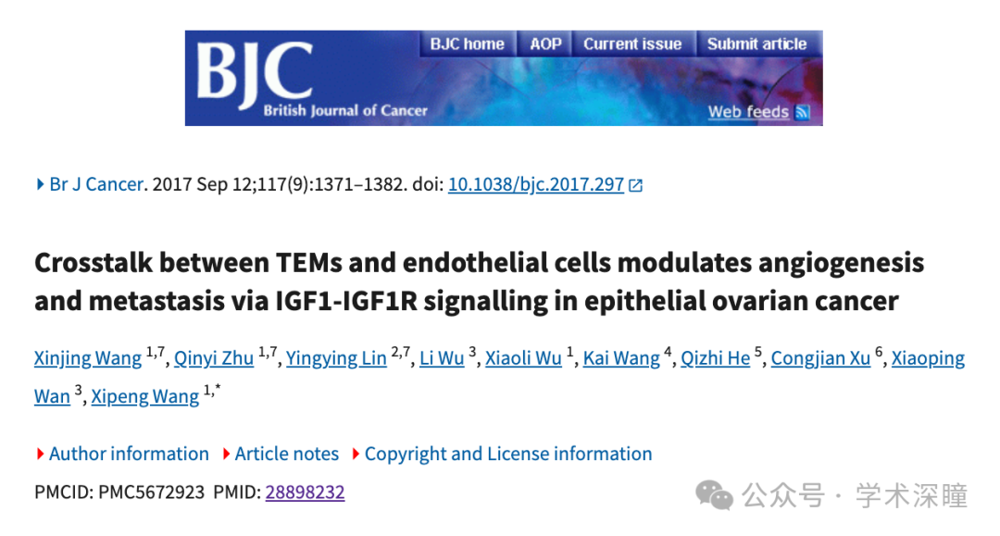 BJC home AOP Current issue Submit article
BJC
British Journal of Cancer
Web feeds
Br J Cancer. 2017 Sep 12;117(9):1371–1382. doi: 10.1038/bjc.2017.297
Crosstalk between TEMs and endothelial cells modulates angiogenesis
and metastasis via IGF1-IGF1R signalling in epithelial ovarian cancer
Xinjing Wang 1,7, Qinyi Zhu 1,7, Yingying Lin 2,7, Li Wu 3, Xiaoli Wu 1, Kai Wang 4, Qizhi He 5, Congjian Xu 6, Xiaoping
Wan 3, Xipeng Wang 1,*
Author information Article notes Copyright and License information
PMCID: PMC5672923 PMID: 28898232
公众号 · 学术深瞳